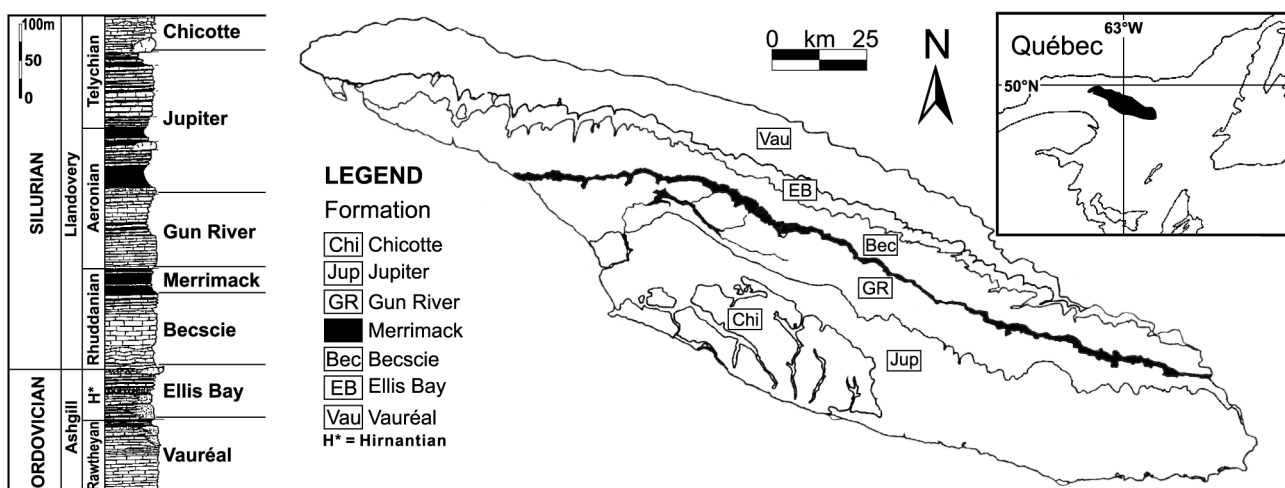 100m
50
0
SILURIAN
ORDOVICIAN
Llandovery
Ashgill
Telychian
Aeronian
Rhuddanian
H*
Rawtheyan
Chicotte
Jupiter
Gun River
Merrimack
Becscie
Ellis Bay
Vauréal
LEGEND
Formation
Chi Chicotte
Jup Jupiter
GR Gun River
Merrimack
Bec Becscie
EB Ellis Bay
Vau Vauréal
H* = Hirnantian
0 km 25
N
Vau
EB
Bec
GR
Chi
Jup
63°W
Québec
50°N